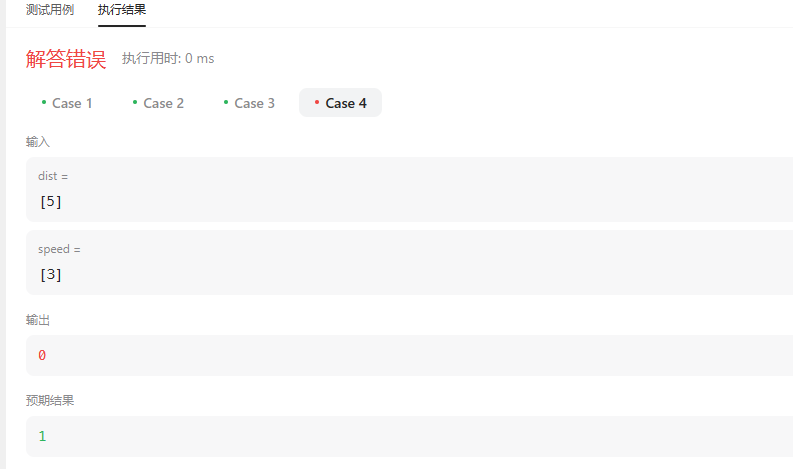 测试用例 执行结果
解答错误 执行用时: 0 ms
Case 1 Case 2 Case 3 Case 4
输入
dist =
[5]
speed =
[3]
输出
0
预期结果
1